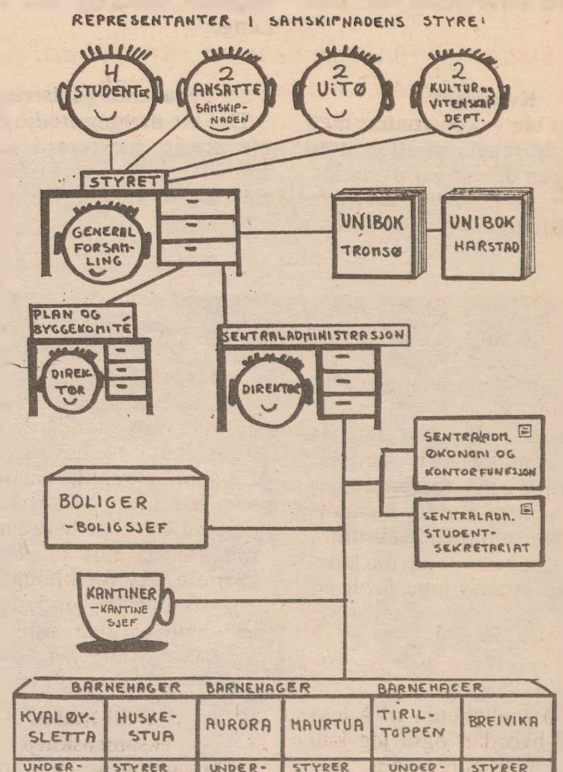 REPRESENTANTER I SAMSKIPNADENS STYRE:
4
STUDENTER
2
ANSATTE
SAMSKIP-
NADEN
2
UiTØ
2
KULTUR OG
VITENSKAP
DEPT.
STYRET
GENERAL
FORSAM-
LING
UNIBOK
TROMSØ
UNIBOK
HARSTAD
PLAN OG
BYGGEKOMITÉ
DIREK-
TØR
SENTRALADMINISTRASJON
DIREKTØR
SENTRALADM.
ØKONOMI OG
KONTORFUNKSJON
SENTRALADM.
STUDENT-
SEKRETARIAT
BOLIGER
-BOLIGSJEF
KANTINER
-KANTINE
SJEF
BARNEHAGER BARNEHAGER BARNEHAGER
KVALØY-
SLETTA
HUSKE-
STUA
AURORA
MAURTUA
TIRIL-
TOPPEN
BREIVIKA
UNDER- STYRER UNDER- STYRER UNDER- STYRER